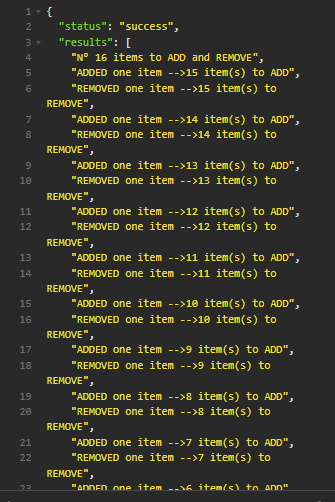 1 {
2 "status": "success",
3 "results": [
4 "Nº 16 items to ADD and REMOVE",
5 "ADDED one item -->15 item(s) to ADD",
6 "REMOVED one item -->15 item(s) to
REMOVE",
7 "ADDED one item -->14 item(s) to ADD",
8 "REMOVED one item -->14 item(s) to
REMOVE",
9 "ADDED one item -->13 item(s) to ADD",
10 "REMOVED one item -->13 item(s) to
REMOVE",
11 "ADDED one item -->12 item(s) to ADD",
12 "REMOVED one item -->12 item(s) to
REMOVE",
13 "ADDED one item -->11 item(s) to ADD",
14 "REMOVED one item -->11 item(s) to
REMOVE",
15 "ADDED one item -->10 item(s) to ADD",
16 "REMOVED one item -->10 item(s) to
REMOVE",
17 "ADDED one item -->9 item(s) to ADD",
18 "REMOVED one item -->9 item(s) to
REMOVE",
19 "ADDED one item -->8 item(s) to ADD",
20 "REMOVED one item -->8 item(s) to
REMOVE",
21 "ADDED one item -->7 item(s) to ADD",
22 "REMOVED one item -->7 item(s) to
REMOVE",
23 "ADDED one item -->6 item(s) to ADD",